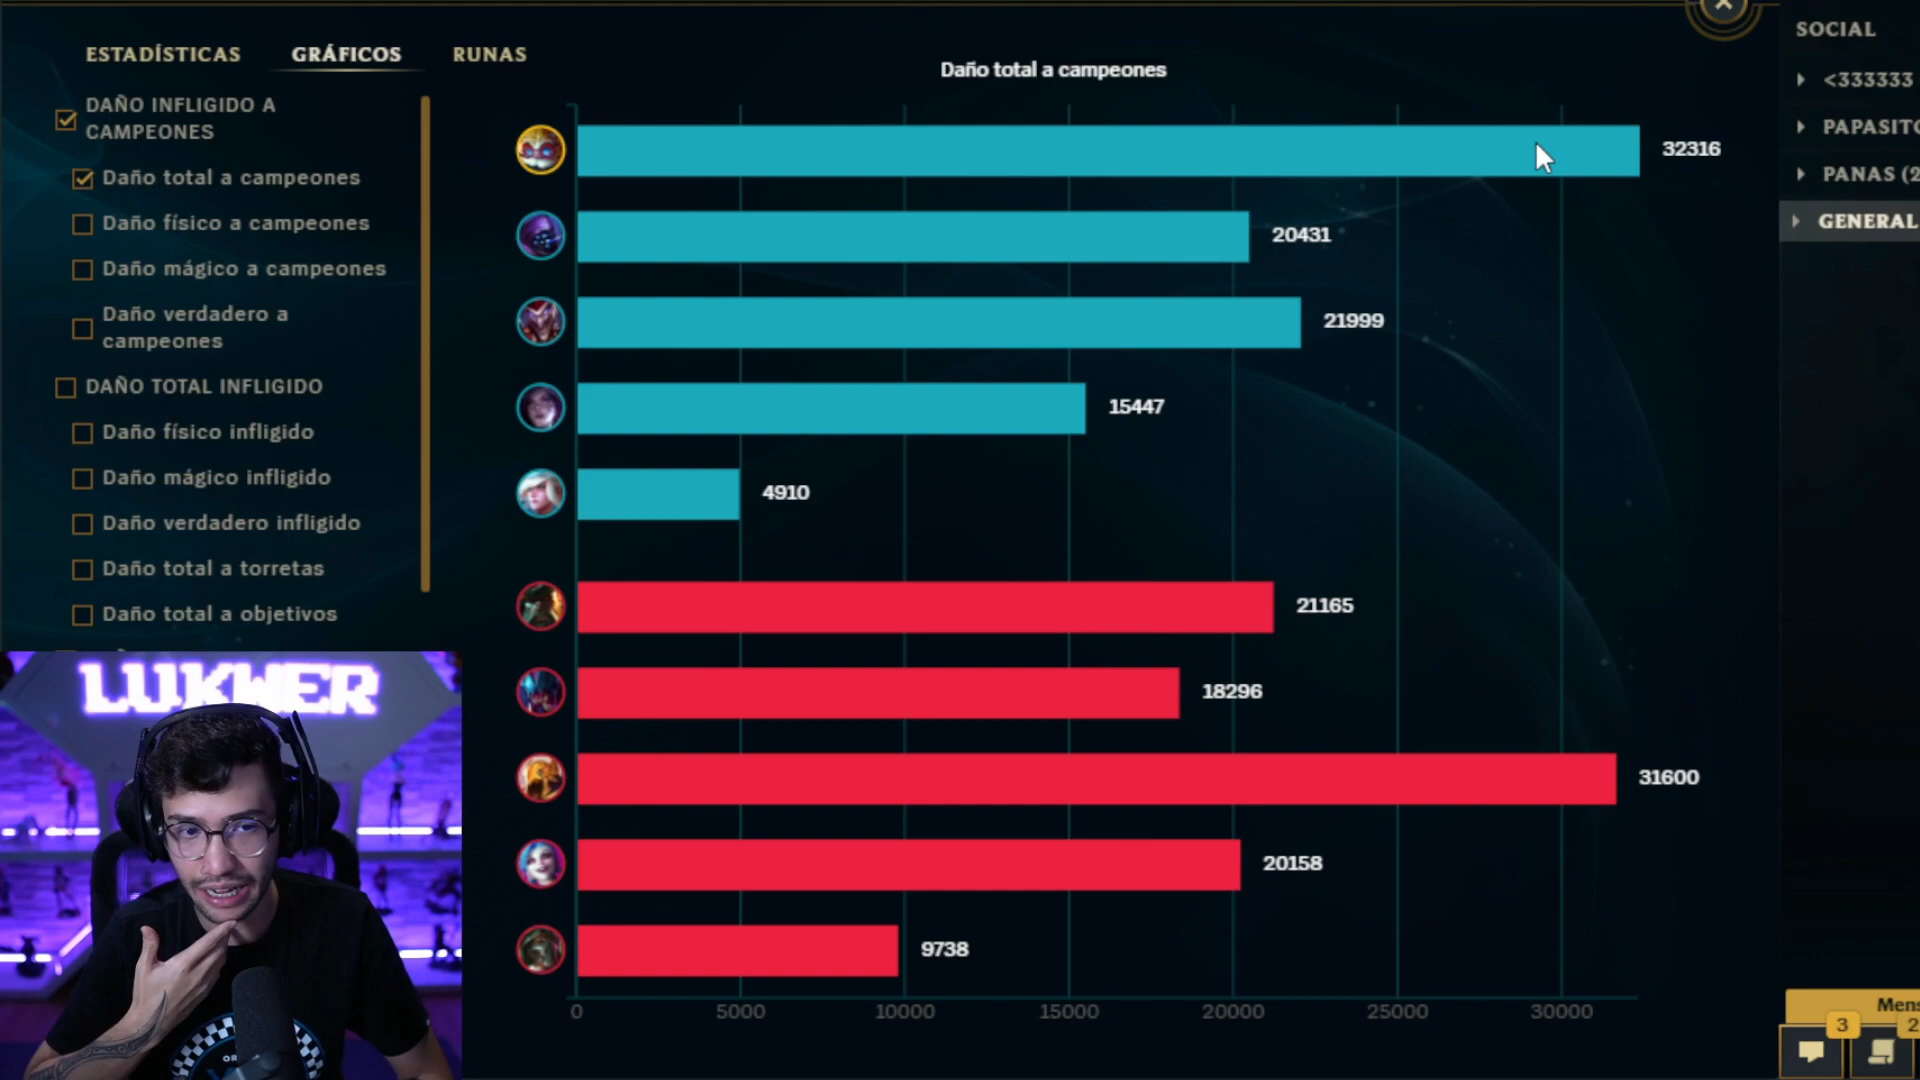 ESTADÍSTICAS
GRÁFICOS
RUNAS
DAÑO INFLIGIDO A
CAMPEONES
Daño total a campeones
Daño físico a campeones
Daño mágico a campeones
Daño verdadero a
campeones
DAÑO TOTAL INFLIGIDO
Daño físico infligido
Daño mágico infligido
Daño verdadero infligido
Daño total a torretas
Daño total a objetivos
Daño total a campeones
32316
20431
21999
15447
4910
21165
18296
31600
20158
9738
0 5000 10000 15000 20000 25000 30000
SOCIAL
<333333
PAPASITO
PANAS (2
GENERAL
Mens
3
2
LUKWER
OR